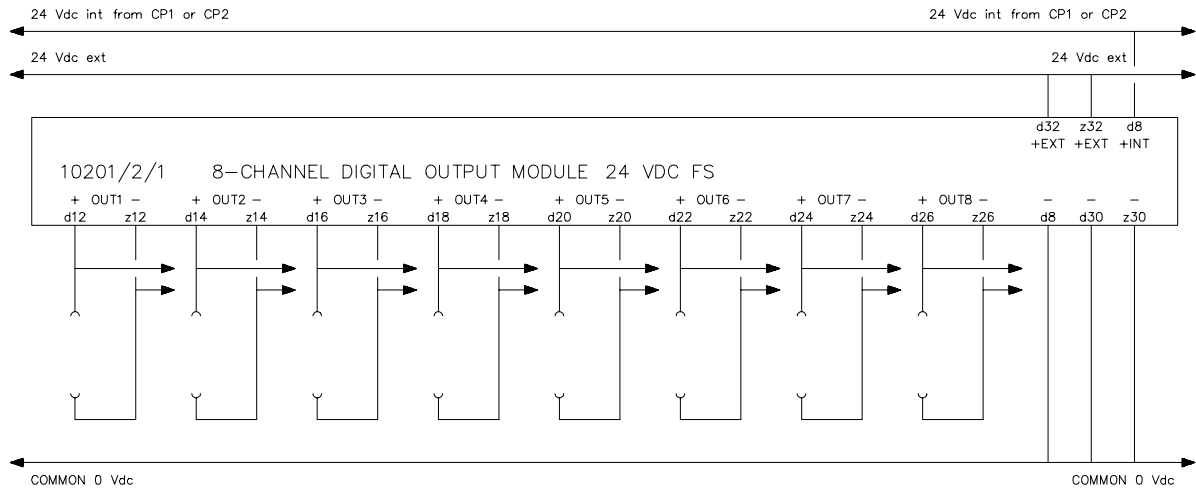 24 Vdc int from CP1 or CP2 24 Vdc int from CP1 or CP2
24 Vdc ext 24 Vdc ext
d32 z32 d8
+EXT +EXT +INT
10201/2/1 8-CHANNEL DIGITAL OUTPUT MODULE 24 VDC FS
+ OUT1 - + OUT2 - + OUT3 - + OUT4 - + OUT5 - + OUT6 - + OUT7 - + OUT8 - - - -
d12 z12 d14 z14 d16 z16 d18 z18 d20 z20 d22 z22 d24 z24 d26 z26 d8 d30 z30
COMMON 0 Vdc COMMON 0 Vdc